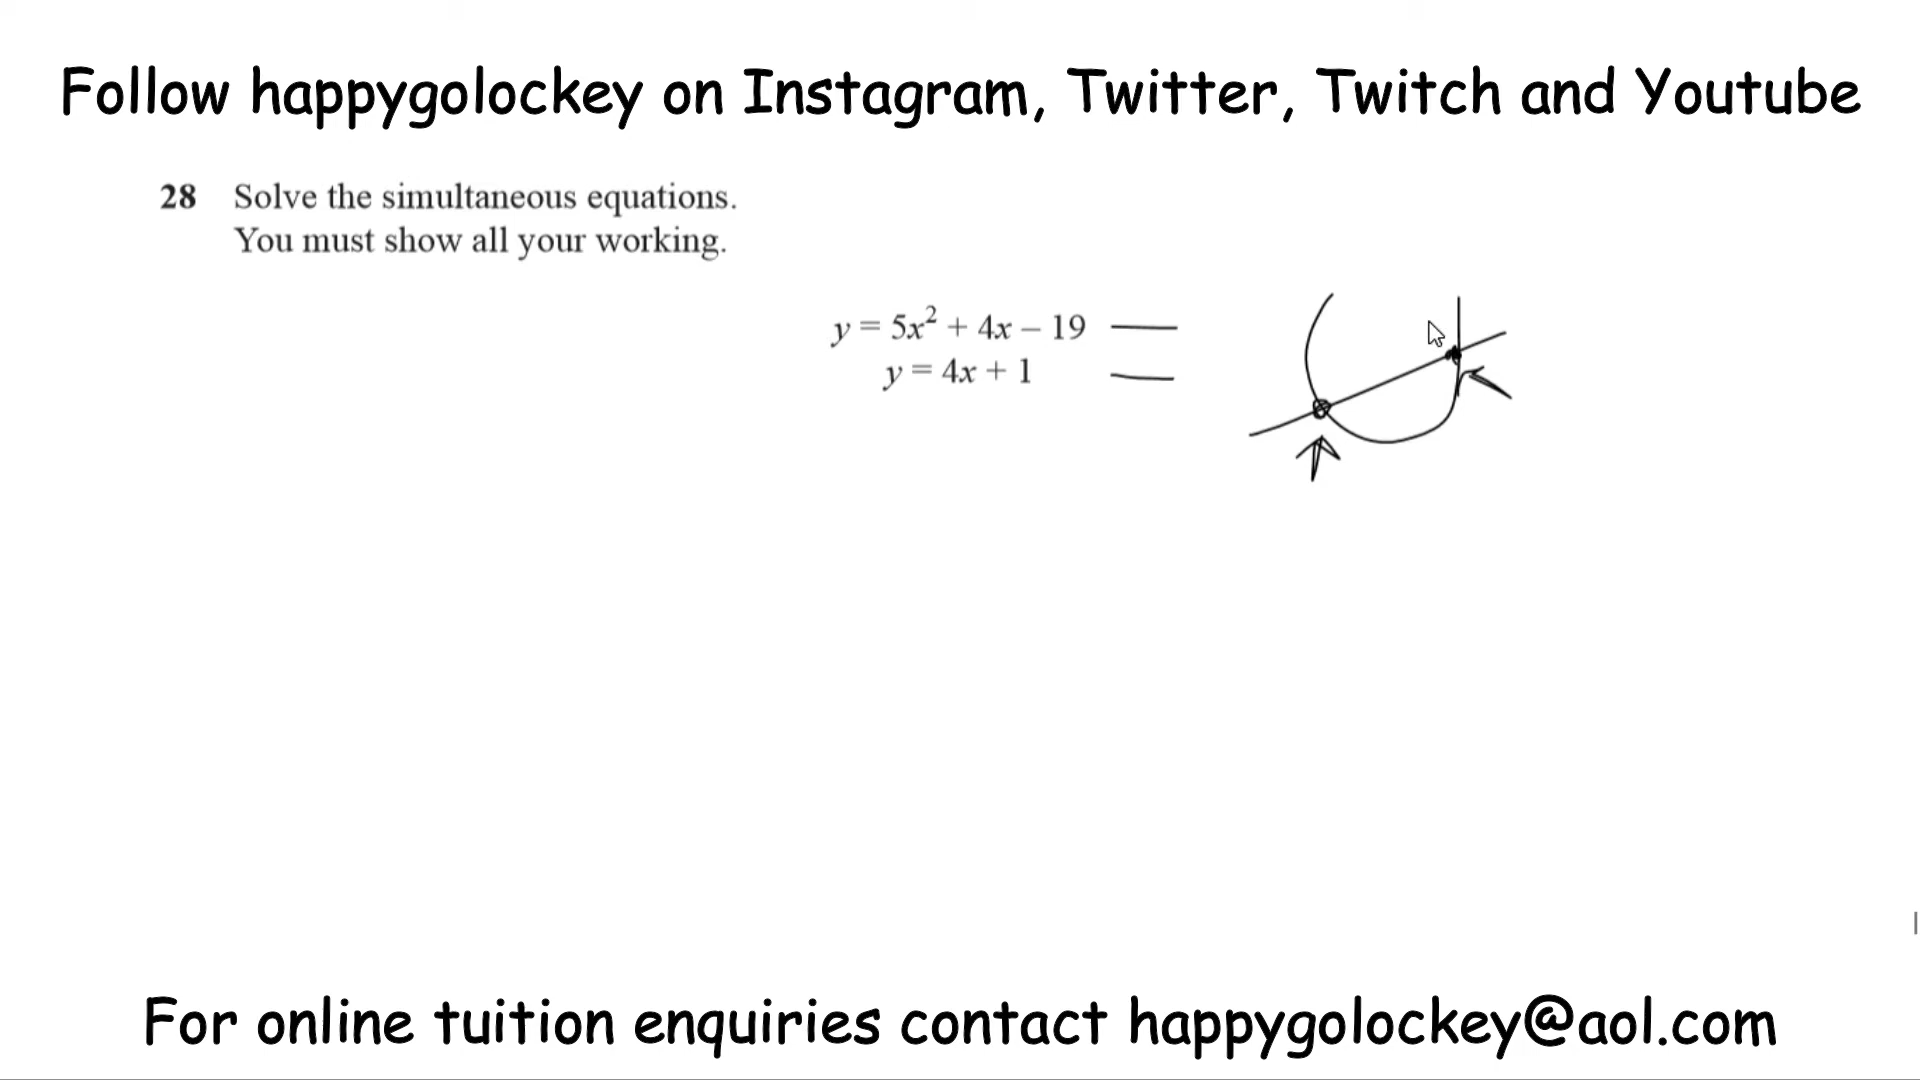 Follow happygolockey on Instagram, Twitter, Twitch and Youtube
28 Solve the simultaneous equations.
You must show all your working.
y = 5x² + 4x – 19
y = 4x + 1
For online tuition enquiries contact happygolockey@aol.com